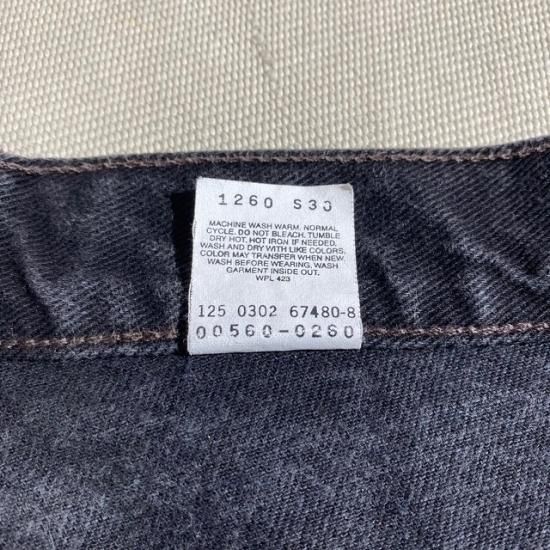 1260 S30
MACHINE WASH WARM. NORMAL
CYCLE. DO NOT BLEACH. TUMBLE
DRY HOT. HOT IRON IF NEEDED.
WASH AND DRY WITH LIKE COLORS.
COLOR MAY TRANSFER WHEN NEW.
WASH BEFORE WEARING. WASH
GARMENT INSIDE OUT.
WPL 423
125 0302 67480-8
00560-0260